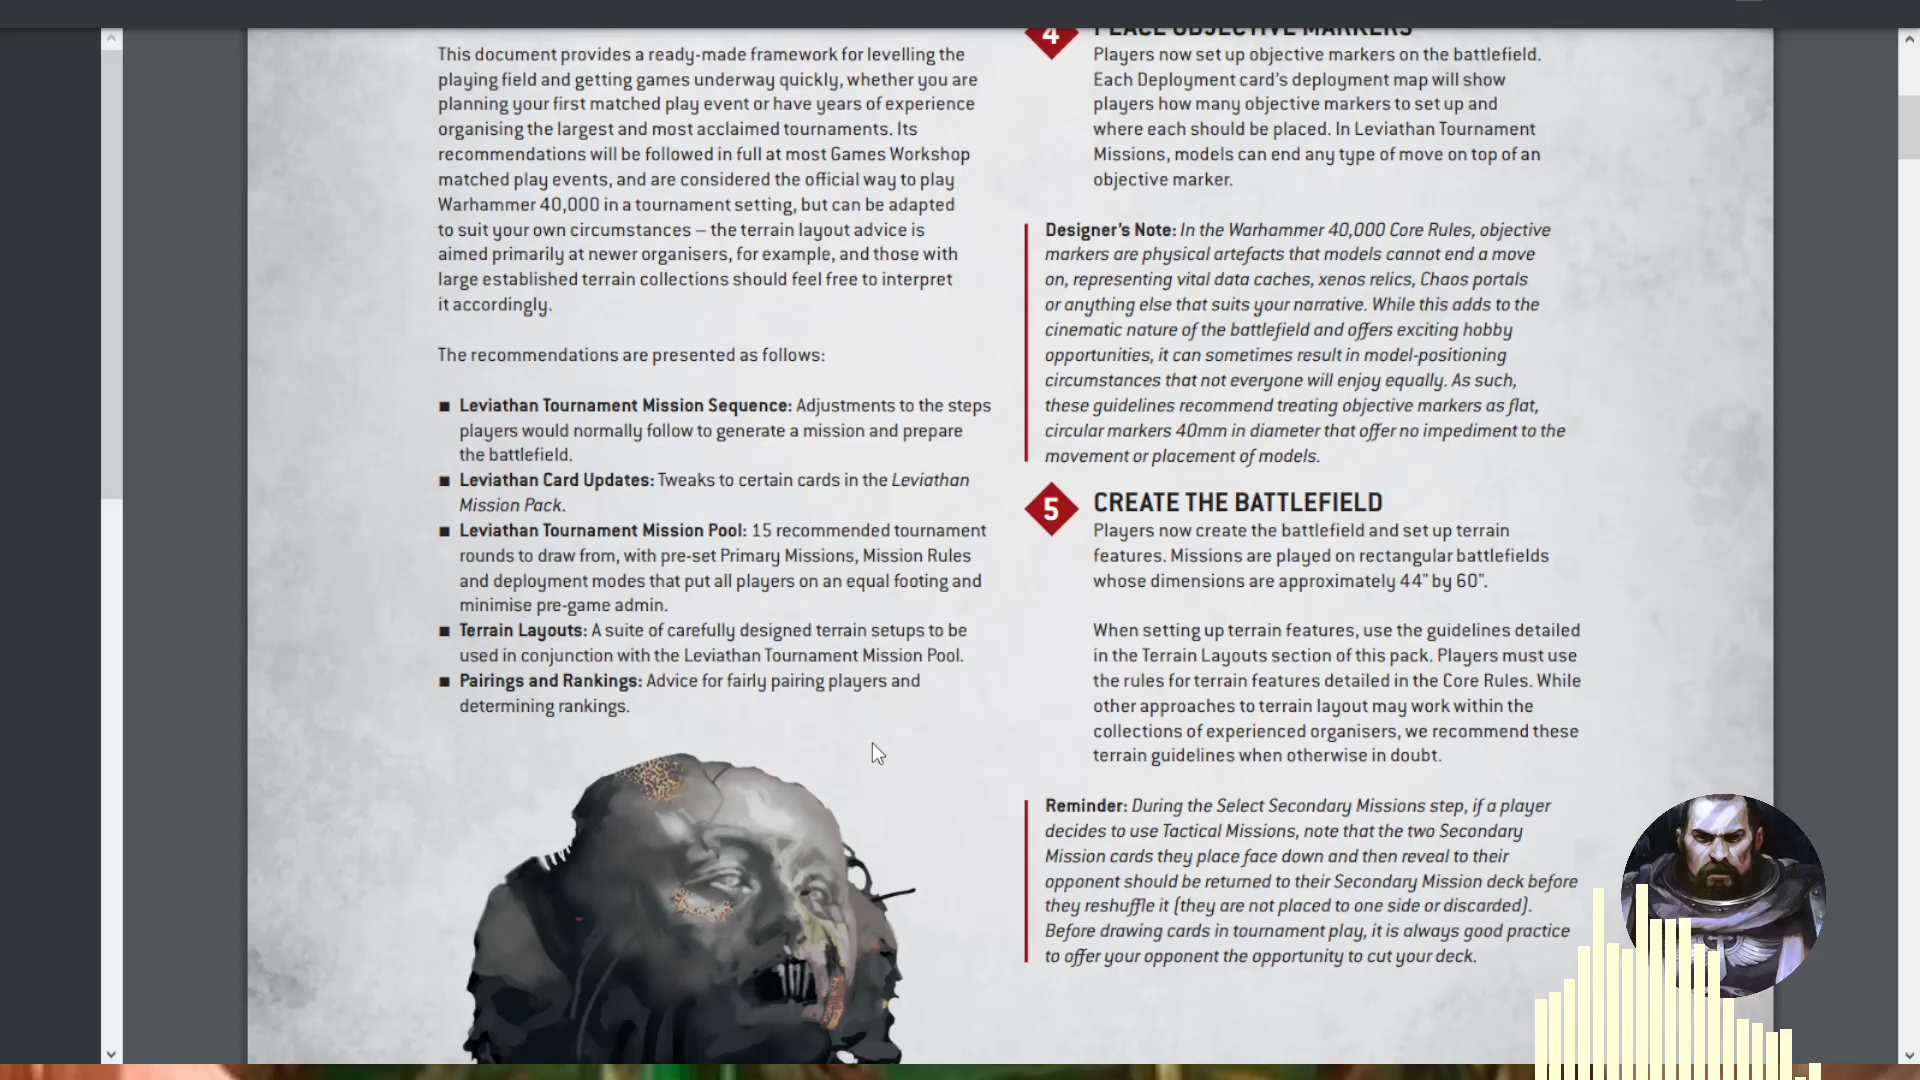 This document provides a ready-made framework for levelling the
playing field and getting games underway quickly, whether you are
planning your first matched play event or have years of experience
organising the largest and most acclaimed tournaments. Its
recommendations will be followed in full at most Games Workshop
matched play events, and are considered the official way to play
Warhammer 40,000 in a tournament setting, but can be adapted
to suit your own circumstances – the terrain layout advice is
aimed primarily at newer organisers, for example, and those with
large established terrain collections should feel free to interpret
it accordingly.
The recommendations are presented as follows:
■ Leviathan Tournament Mission Sequence: Adjustments to the steps
players would normally follow to generate a mission and prepare
the battlefield.
■ Leviathan Card Updates: Tweaks to certain cards in the Leviathan
Mission Pack.
■ Leviathan Tournament Mission Pool: 15 recommended tournament
rounds to draw from, with pre-set Primary Missions, Mission Rules
and deployment modes that put all players on an equal footing and
minimise pre-game admin.
■ Terrain Layouts: A suite of carefully designed terrain setups to be
used in conjunction with the Leviathan Tournament Mission Pool.
■ Pairings and Rankings: Advice for fairly pairing players and
determining rankings.
4 PLACE OBJECTIVE MARKERS
Players now set up objective markers on the battlefield.
Each Deployment card's deployment map will show
players how many objective markers to set up and
where each should be placed. In Leviathan Tournament
Missions, models can end any type of move on top of an
objective marker.
Designer's Note: In the Warhammer 40,000 Core Rules, objective
markers are physical artefacts that models cannot end a move
on, representing vital data caches, xenos relics, Chaos portals
or anything else that suits your narrative. While this adds to the
cinematic nature of the battlefield and offers exciting hobby
opportunities, it can sometimes result in model-positioning
circumstances that not everyone will enjoy equally. As such,
these guidelines recommend treating objective markers as flat,
circular markers 40mm in diameter that offer no impediment to the
movement or placement of models.
5 CREATE THE BATTLEFIELD
Players now create the battlefield and set up terrain
features. Missions are played on rectangular battlefields
whose dimensions are approximately 44" by 60".
When setting up terrain features, use the guidelines detailed
in the Terrain Layouts section of this pack. Players must use
the rules for terrain features detailed in the Core Rules. While
other approaches to terrain layout may work within the
collections of experienced organisers, we recommend these
terrain guidelines when otherwise in doubt.
Reminder: During the Select Secondary Missions step, if a player
decides to use Tactical Missions, note that the two Secondary
Mission cards they place face down and then reveal to their
opponent should be returned to their Secondary Mission deck before
they reshuffle it (they are not placed to one side or discarded).
Before drawing cards in tournament play, it is always good practice
to offer your opponent the opportunity to cut your deck.